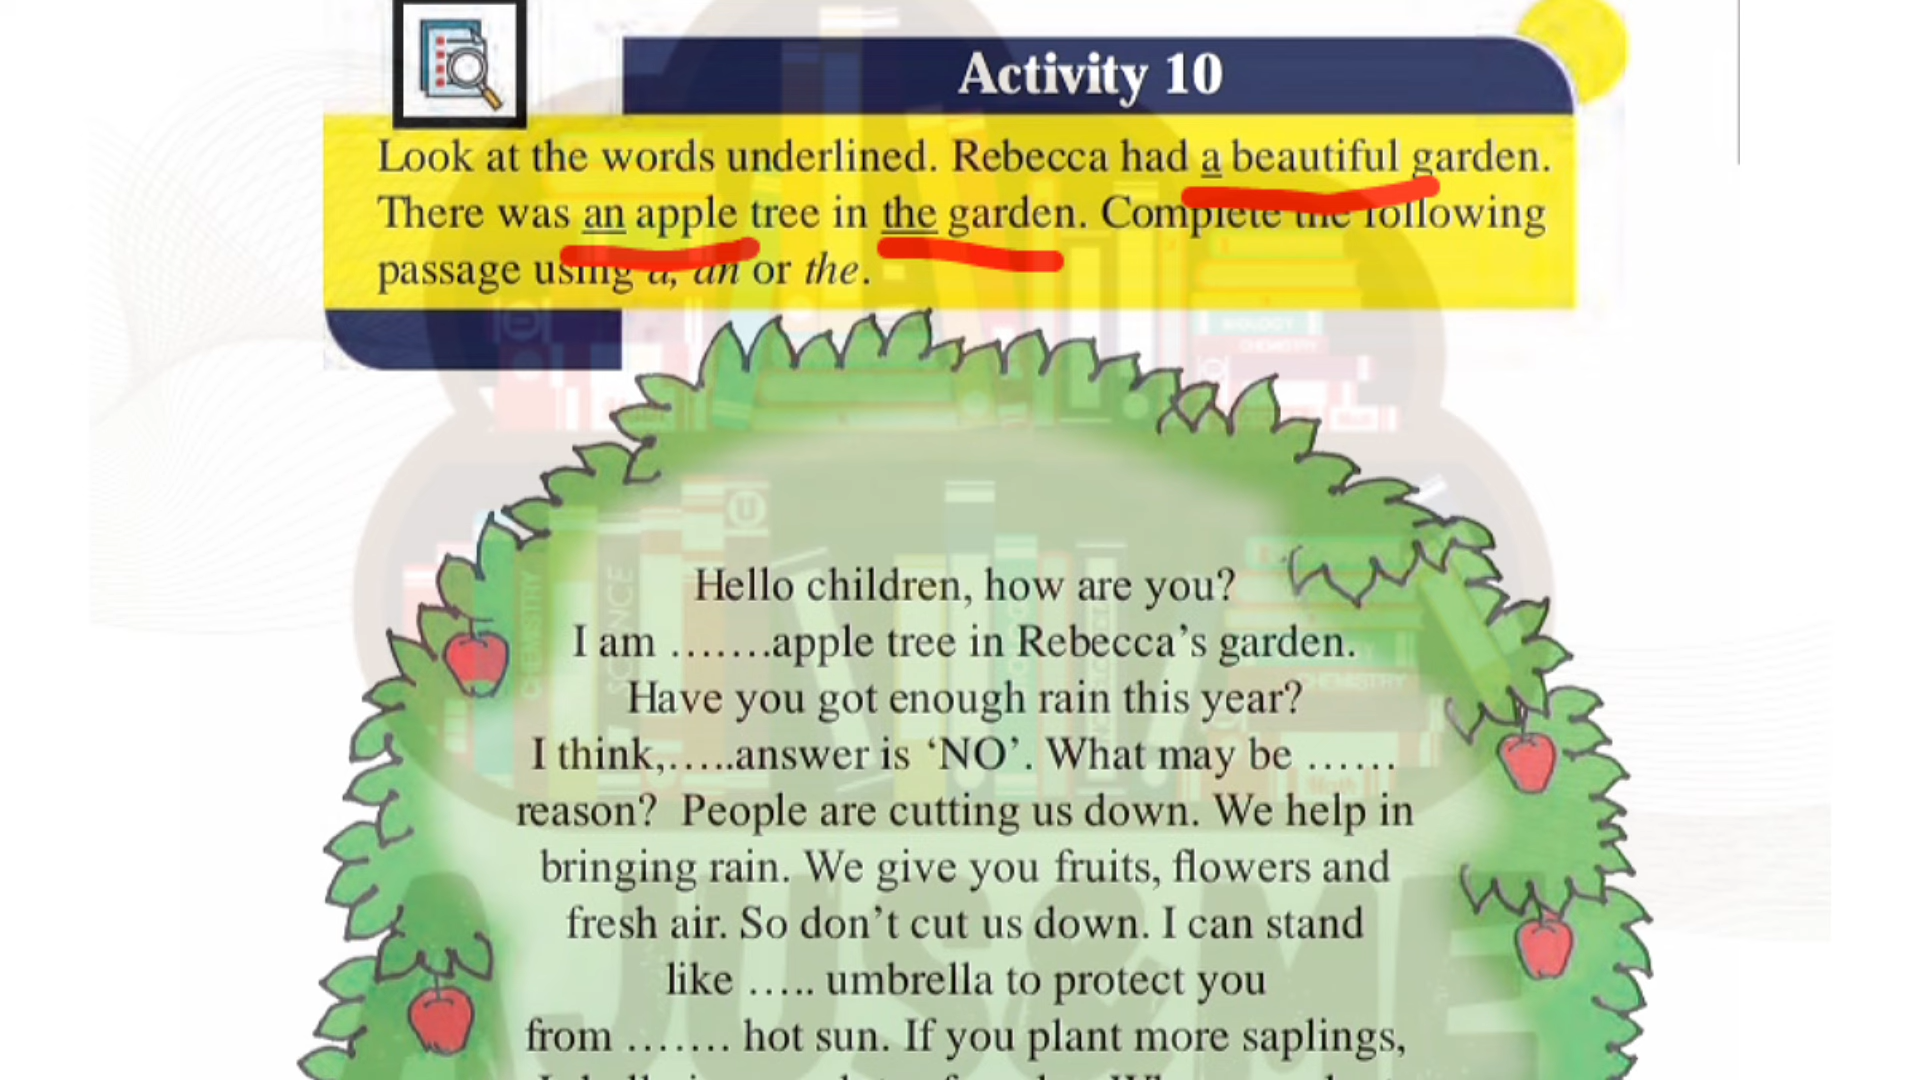 Activity 10
Look at the words underlined. Rebecca had a beautiful garden.
There was an apple tree in the garden. Complete the following
passage using a, an or the.
Hello children, how are you?
I am .......apple tree in Rebecca's garden.
Have you got enough rain this year?
I think,.....answer is ‘NO’. What may be ......
reason? People are cutting us down. We help in
bringing rain. We give you fruits, flowers and
fresh air. So don't cut us down. I can stand
like ..... umbrella to protect you
from ....... hot sun. If you plant more saplings,
CHEMISTRY
SCIENCE
BIOLOGY
CHEMISTRY